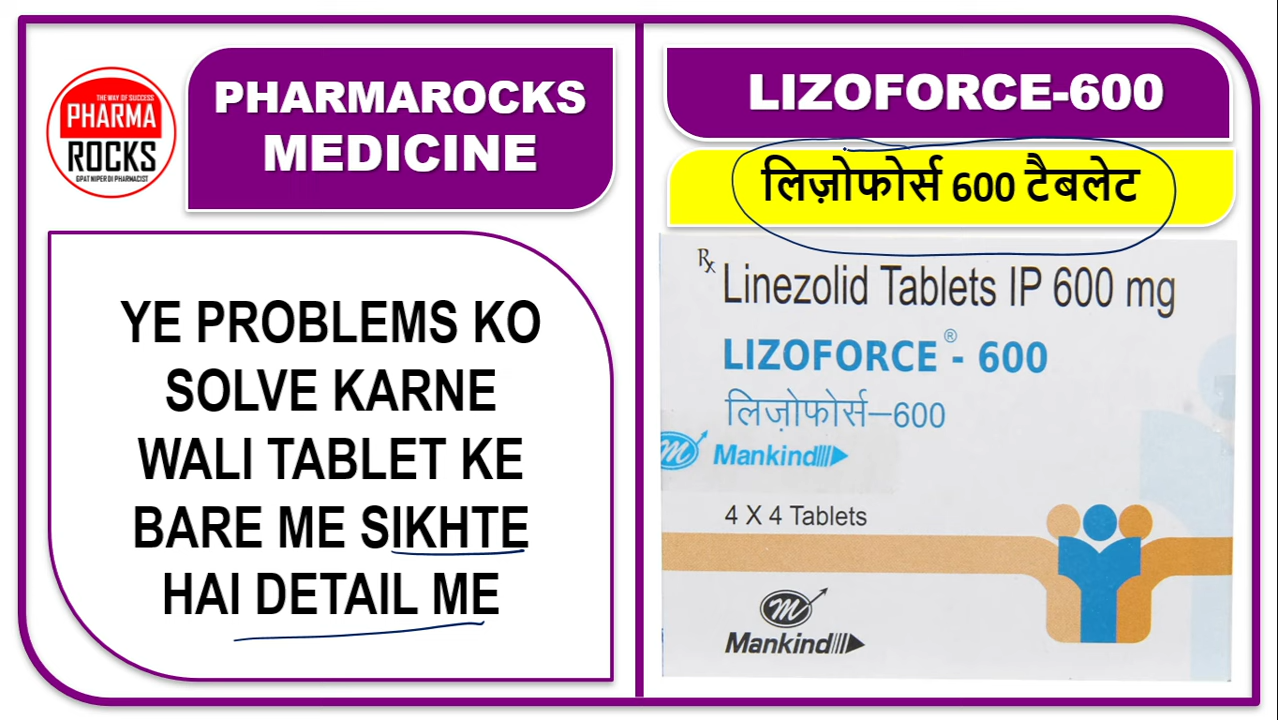 THE WAY OF SUCCESS
PHARMA
ROCKS
GPAT NIPER DI PHARMACIST
PHARMAROCKS
MEDICINE
YE PROBLEMS KO
SOLVE KARNE
WALI TABLET KE
BARE ME SIKHTE
HAI DETAIL ME
LIZOFORCE-600
लिज़ोफोर्स 600 टैबलेट
Rx Linezolid Tablets IP 600 mg
LIZOFORCE® - 600
लिज़ोफोर्स–600
m Mankind
4 X 4 Tablets
m
Mankind